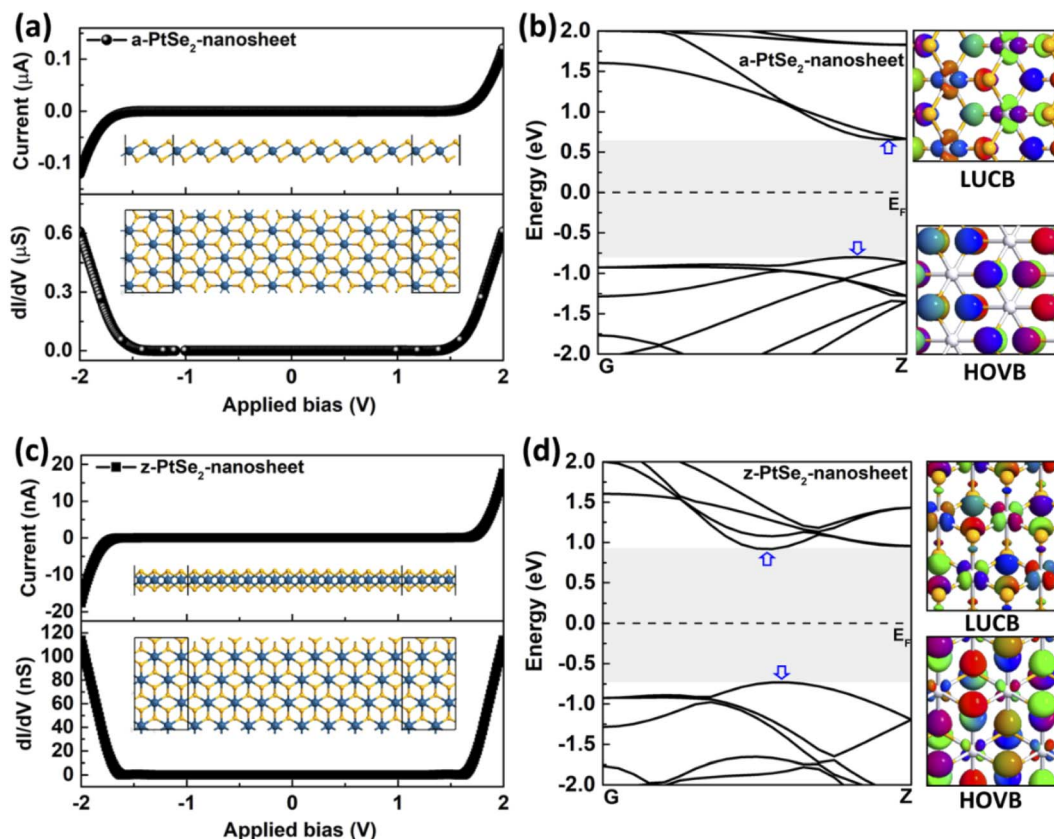 (a)
a-PtSe2-nanosheet
Current (μA)
0.1
0.0
-0.1
dI/dV (μS)
0.6
0.3
0.0
-2 -1 0 1 2
Applied bias (V)
(b)
a-PtSe2-nanosheet
Energy (eV)
2.0
1.5
1.0
0.5
0.0
-0.5
-1.0
-1.5
-2.0
EF
G Z
LUCB
HOVB
(c)
z-PtSe2-nanosheet
Current (nA)
20
10
0
-10
-20
dI/dV (nS)
120
100
80
60
40
20
0
-2 -1 0 1 2
Applied bias (V)
(d)
z-PtSe2-nanosheet
Energy (eV)
2.0
1.5
1.0
0.5
0.0
-0.5
-1.0
-1.5
-2.0
EF
G Z
LUCB
HOVB